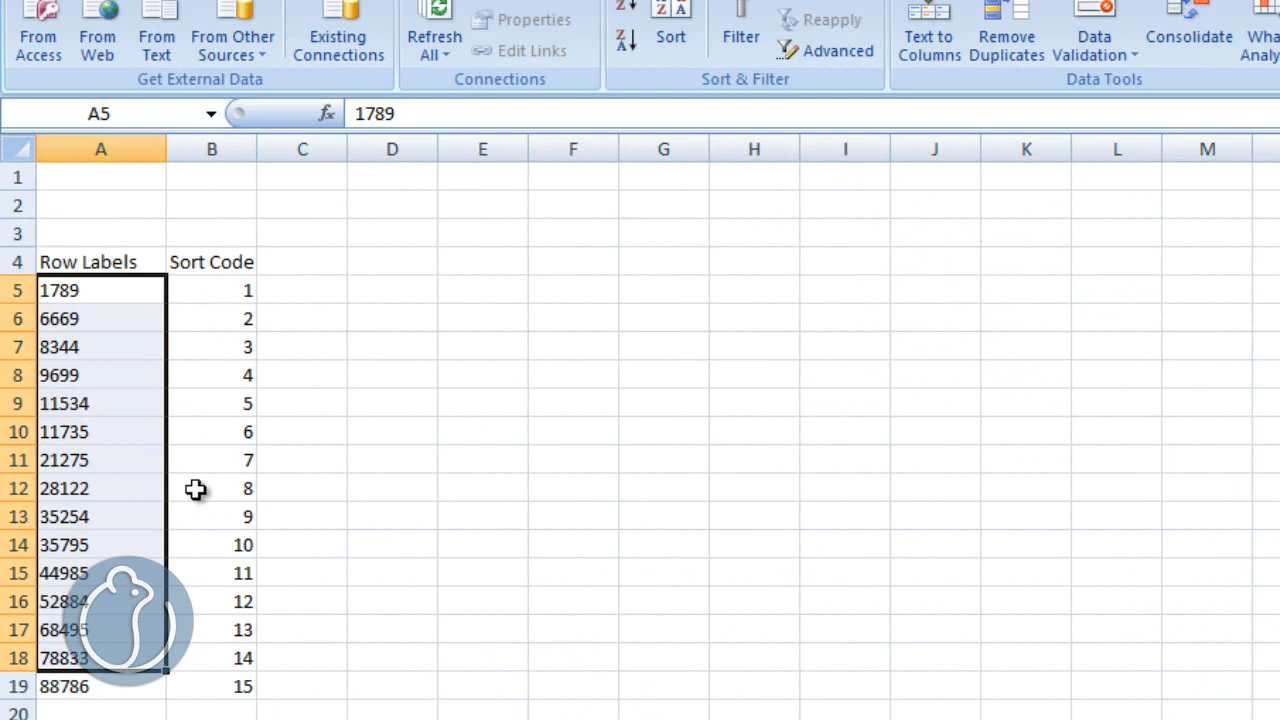 From Access
From Web
From Text
From Other Sources
Existing Connections
Get External Data
Refresh All
Properties
Edit Links
Connections
Z
A
Z
A
Sort
Z A
Filter
Reapply
Advanced
Sort & Filter
Text to Columns
Remove Duplicates
Data Validation
Consolidate
Data Tools
A5 fx 1789
A B C D E F G H I J K L M
1
2
3
4 Row Labels Sort Code
5 1789 1
6 6669 2
7 8344 3
8 9699 4
9 11534 5
10 11735 6
11 21275 7
12 28122 8
13 35254 9
14 35795 10
15 44985 11
16 52884 12
17 68495 13
18 78833 14
19 88786 15
20